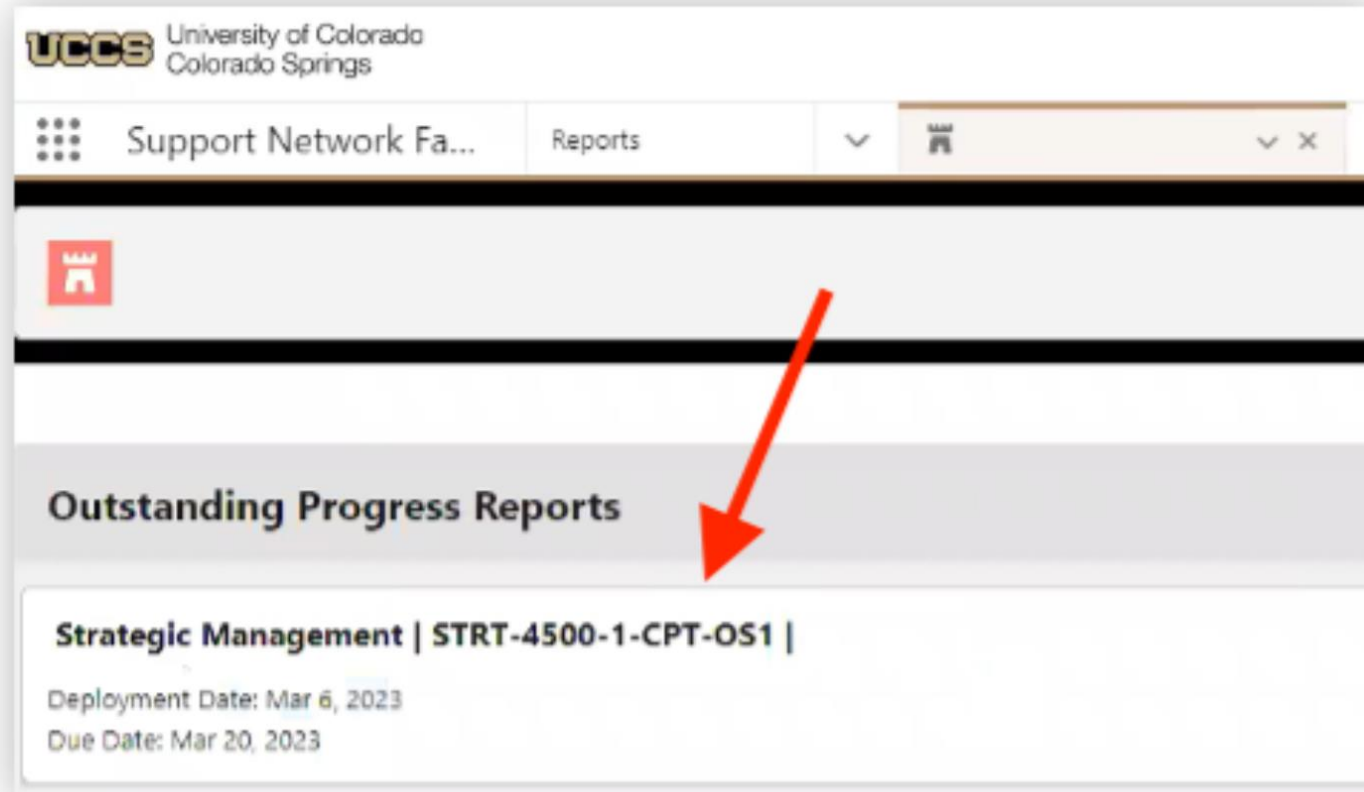 UCCS University of Colorado
Colorado Springs
Support Network Fa... Reports
Outstanding Progress Reports
Strategic Management | STRT-4500-1-CPT-OS1 |
Deployment Date: Mar 6, 2023
Due Date: Mar 20, 2023